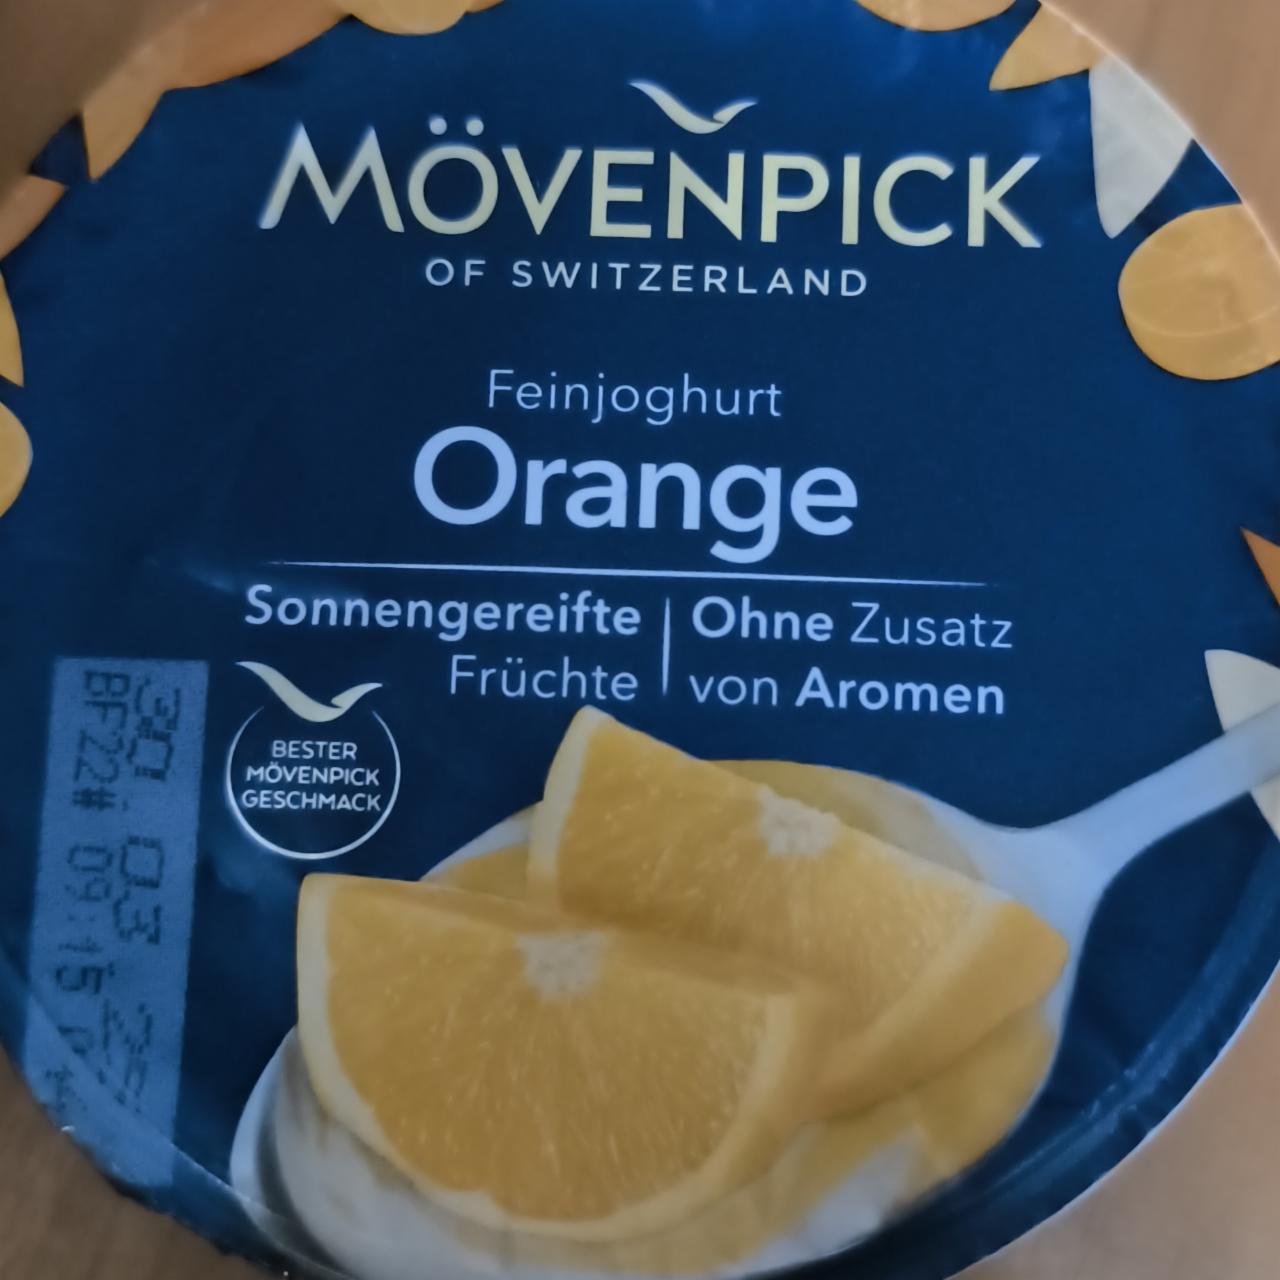 MÖVENPICK
OF SWITZERLAND
Feinjoghurt
Orange
Sonnengereifte
Früchte
Ohne Zusatz
von Aromen
BESTER
MÖVENPICK
GESCHMACK
30.03
BF22# 09:15